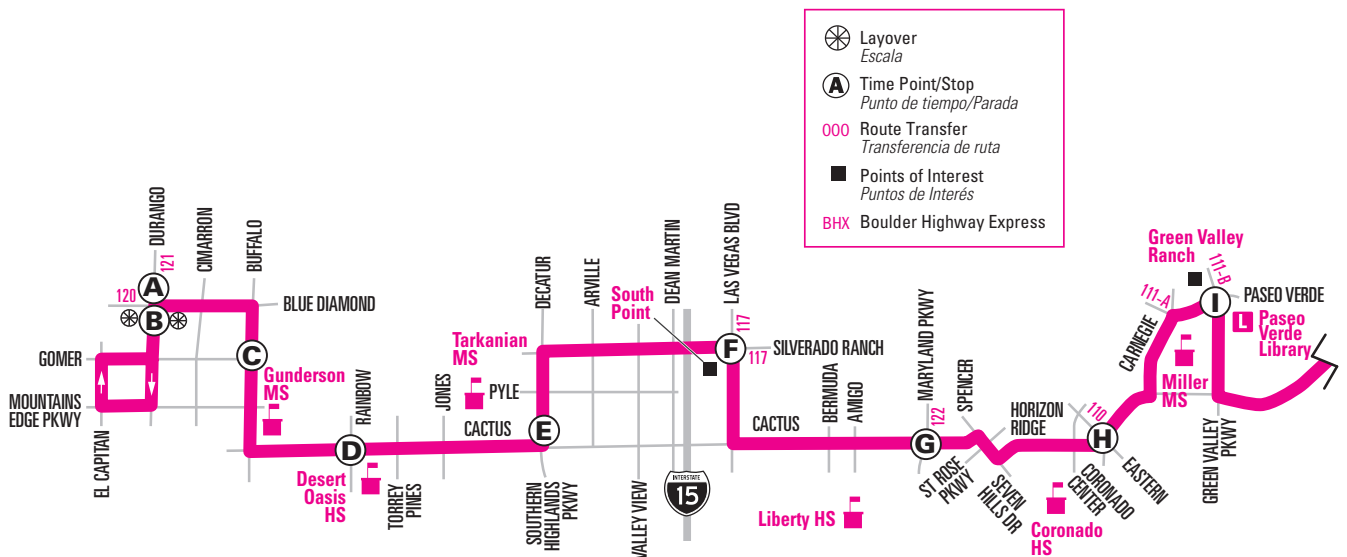 Layover
Escala
A
Time Point/Stop
Punto de tiempo/Parada
000
Route Transfer
Transferencia de ruta
Points of Interest
Puntos de Interés
BHX
Boulder Highway Express
DURANGO
121
CIMARRON
BUFFALO
120
A
B
BLUE DIAMOND
GOMER
C
Gunderson
MS
MOUNTAINS
EDGE PKWY
EL CAPITAN
RAINBOW
D
Desert
Oasis
HS
TORREY
PINES
JONES
CACTUS
Tarkanian
MS
PYLE
DECATUR
E
SOUTHERN
HIGHLANDS
PKWY
ARVILLE
VALLEY VIEW
DEAN MARTIN
South
Point
INTERSTATE
15
LAS VEGAS BLVD
117
F
117
SILVERADO RANCH
CACTUS
BERMUDA
AMIGO
Liberty HS
MARYLAND PKWY
122
G
SPENCER
ST ROSE
PKWY
SEVEN
HILLS DR
HORIZON
RIDGE
Coronado
HS
110
H
CORONADO
CENTER
EASTERN
CARNEGIE
111-A
Miller
MS
Green Valley
Ranch
111-B
I
PASEO VERDE
L
Paseo
Verde
Library
GREEN VALLEY
PKWY